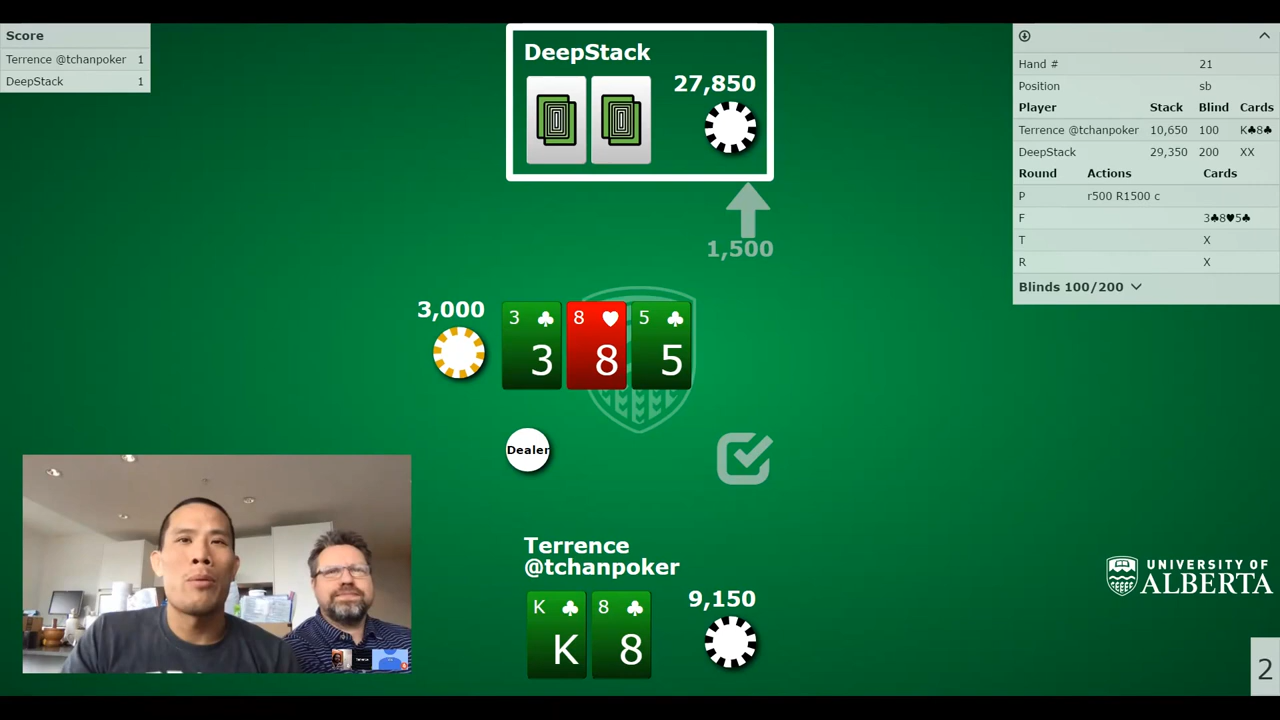 Score
Terrence @tchanpoker 1
DeepStack 1
DeepStack
27,850
1,500
3,000
3♣ 8♥ 5♣
3 8 5
Dealer
Terrence
@tchanpoker
9,150
K♣ 8♣
K 8
Hand # 21
Position sb
Player Stack Blind Cards
Terrence @tchanpoker 10,650 100 K♣8♣
DeepStack 29,350 200 XX
Round Actions Cards
P r500 R1500 c
F 3♣8♥5♣
T X
R X
Blinds 100/200
UNIVERSITY OF
ALBERTA
2